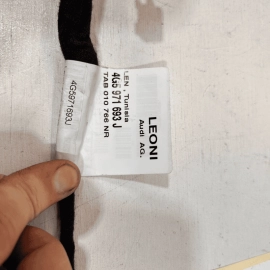 LEONI
Audi AG,
LEN, Tunisia
4G5 971 693 J
TAB 010 766 NR
4G5971693J